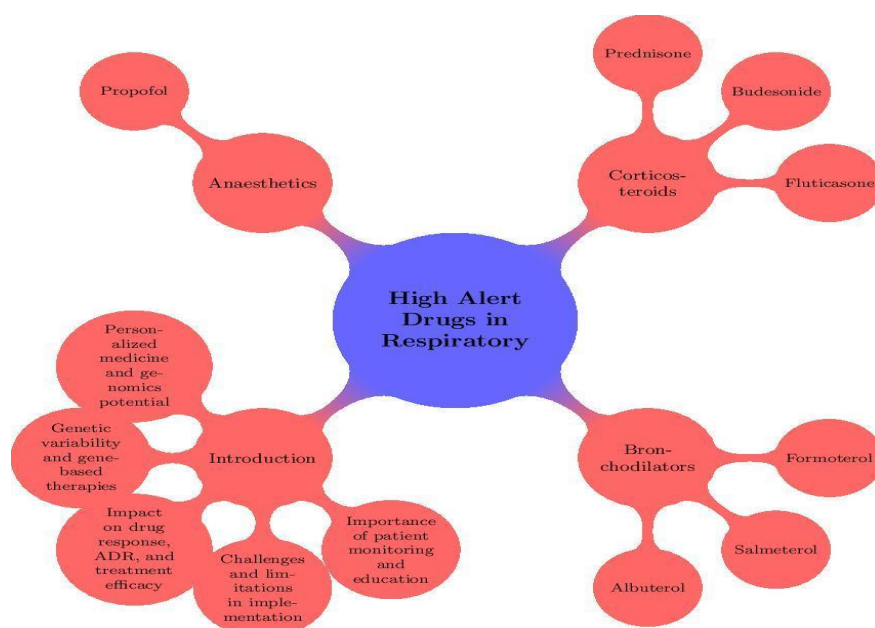 Propofol
Anaesthetics
Prednisone
Budesonide
Corticos-
teroids
Fluticasone
High Alert
Drugs in
Respiratory
Person-
alized
medicine
and ge-
nomics
potential
Genetic
variability
and gene-
based
therapies
Introduction
Impact
on drug
response,
ADR, and
treatment
efficacy
Challenges
and lim-
itations
in imple-
mentation
Importance
of patient
monitoring
and
education
Bron-
chodilators
Formoterol
Salmeterol
Albuterol